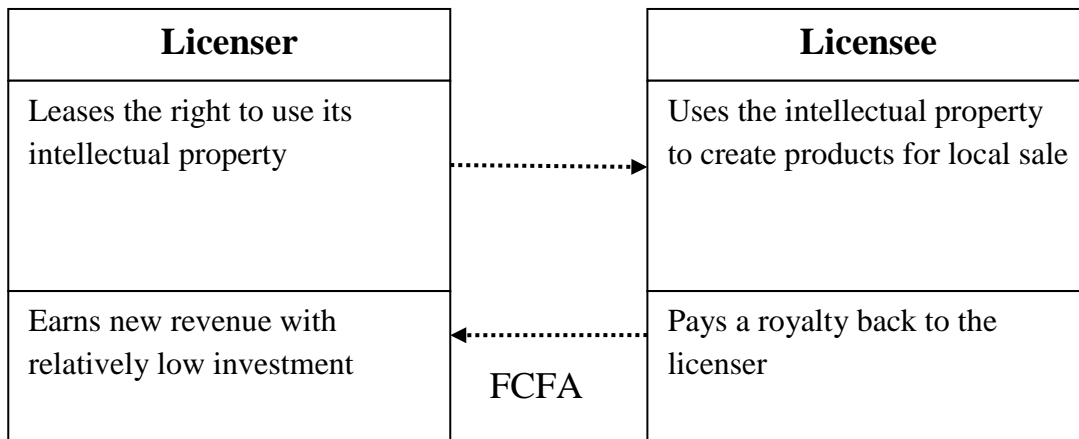 Licenser
Leases the right to use its
intellectual property
Earns new revenue with
relatively low investment
FCFA
Licensee
Uses the intellectual property
to create products for local sale
Pays a royalty back to the
licenser